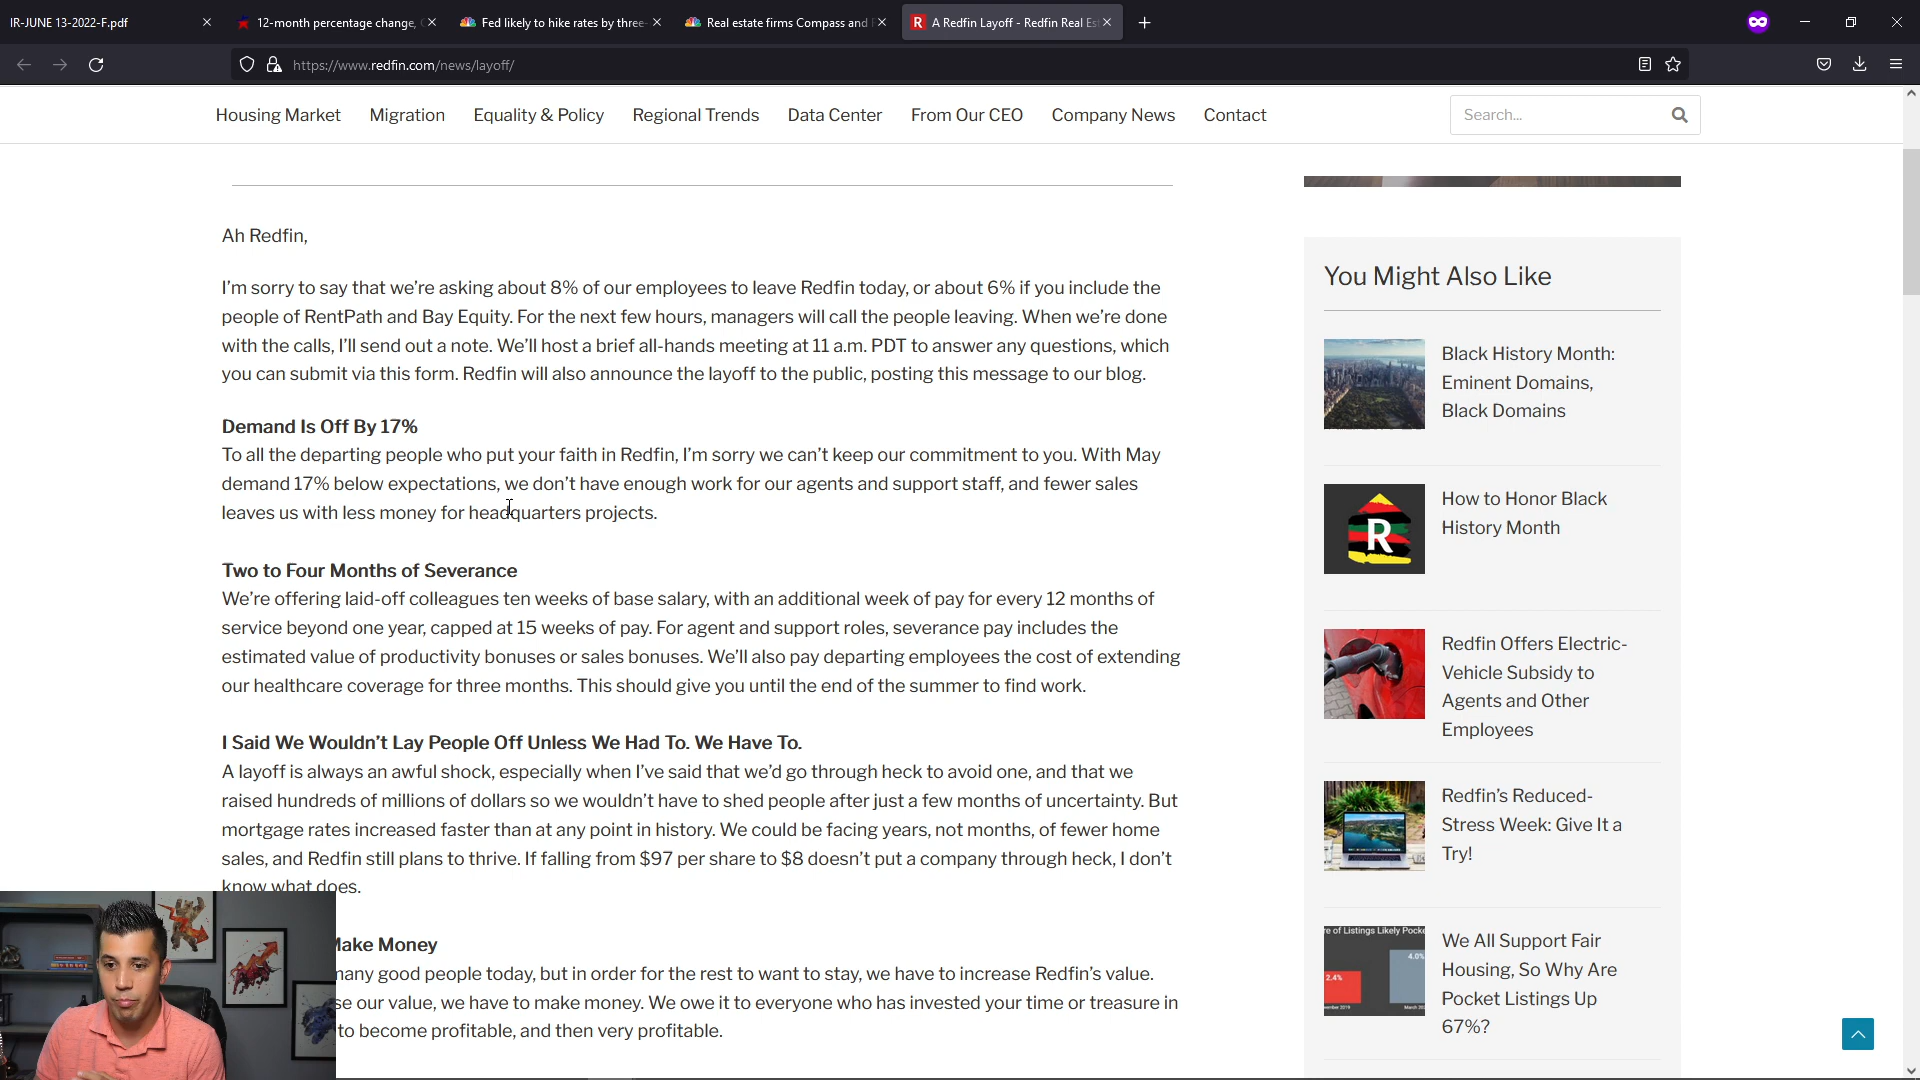 IR-JUNE 13-2022-F.pdf
12-month percentage change,
Fed likely to hike rates by three-
Real estate firms Compass and
A Redfin Layoff - Redfin Real Es
https://www.redfin.com/news/layoff/
Housing Market Migration Equality & Policy Regional Trends Data Center From Our CEO Company News Contact
Search...
Ah Redfin,
I'm sorry to say that we're asking about 8% of our employees to leave Redfin today, or about 6% if you include the
people of RentPath and Bay Equity. For the next few hours, managers will call the people leaving. When we're done
with the calls, I'll send out a note. We'll host a brief all-hands meeting at 11 a.m. PDT to answer any questions, which
you can submit via this form. Redfin will also announce the layoff to the public, posting this message to our blog.
Demand Is Off By 17%
To all the departing people who put your faith in Redfin, I'm sorry we can't keep our commitment to you. With May
demand 17% below expectations, we don't have enough work for our agents and support staff, and fewer sales
leaves us with less money for headquarters projects.
Two to Four Months of Severance
We're offering laid-off colleagues ten weeks of base salary, with an additional week of pay for every 12 months of
service beyond one year, capped at 15 weeks of pay. For agent and support roles, severance pay includes the
estimated value of productivity bonuses or sales bonuses. We'll also pay departing employees the cost of extending
our healthcare coverage for three months. This should give you until the end of the summer to find work.
I Said We Wouldn't Lay People Off Unless We Had To. We Have To.
A layoff is always an awful shock, especially when I've said that we'd go through heck to avoid one, and that we
raised hundreds of millions of dollars so we wouldn't have to shed people after just a few months of uncertainty. But
mortgage rates increased faster than at any point in history. We could be facing years, not months, of fewer home
sales, and Redfin still plans to thrive. If falling from $97 per share to $8 doesn't put a company through heck, I don't
know what does.
Make Money
many good people today, but in order for the rest to want to stay, we have to increase Redfin's value.
se our value, we have to make money. We owe it to everyone who has invested your time or treasure in
to become profitable, and then very profitable.
You Might Also Like
Black History Month:
Eminent Domains,
Black Domains
R
How to Honor Black
History Month
Redfin Offers Electric-
Vehicle Subsidy to
Agents and Other
Employees
Redfin's Reduced-
Stress Week: Give It a
Try!
re of Listings Likely Pocke
2.4%
4.0%
We All Support Fair
Housing, So Why Are
Pocket Listings Up
67%?